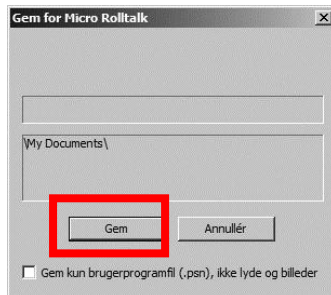 Gem for Micro Rolltalk
\My Documents\
Gem Annullér
Gem kun brugerprogramfil (.psn), ikke lyde og billeder